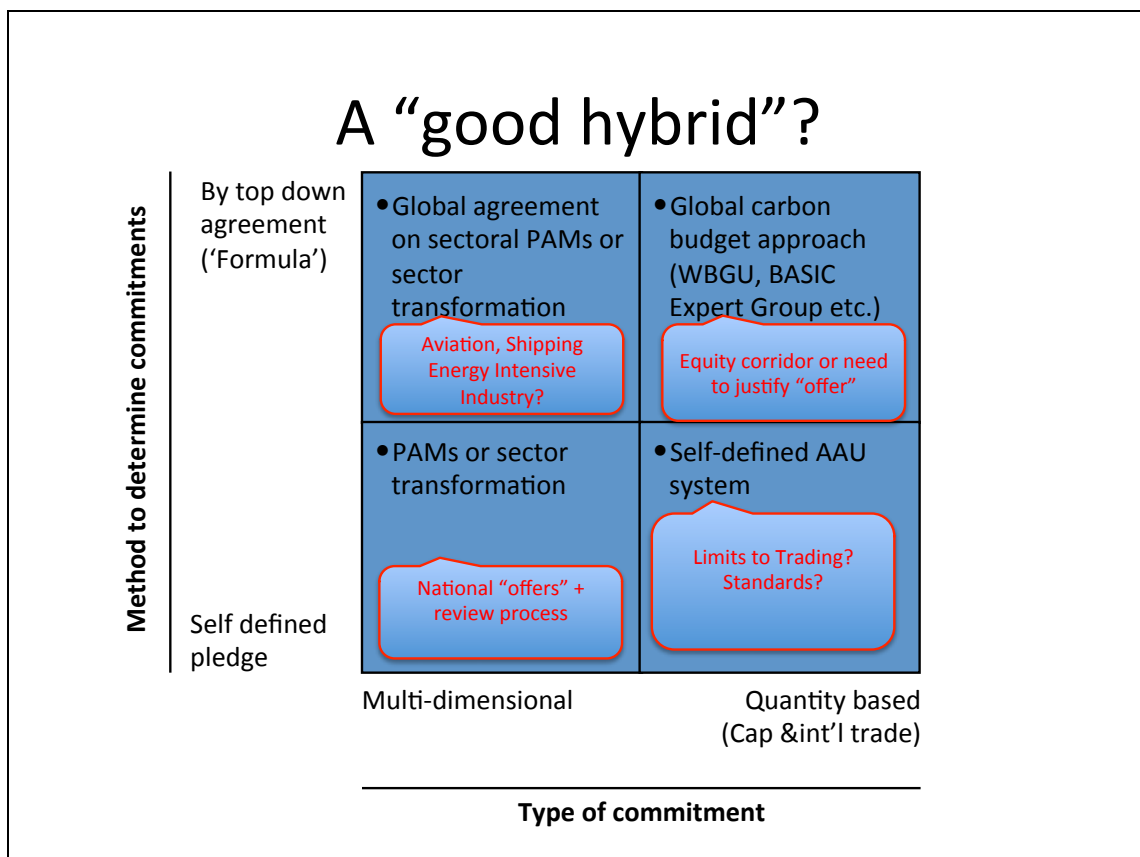 A “good hybrid”?
Method to determine commitments
By top down
agreement
(‘Formula’)
•Global agreement
on sectoral PAMs or
sector
transformation
Aviation, Shipping
Energy Intensive
Industry?
•Global carbon
budget approach
(WBGU, BASIC
Expert Group etc.)
Equity corridor or need
to justify “offer”
Self defined
pledge
•PAMs or sector
transformation
National “offers” +
review process
•Self-defined AAU
system
Limits to Trading?
Standards?
Multi-dimensional
Quantity based
(Cap &int’l trade)
Type of commitment